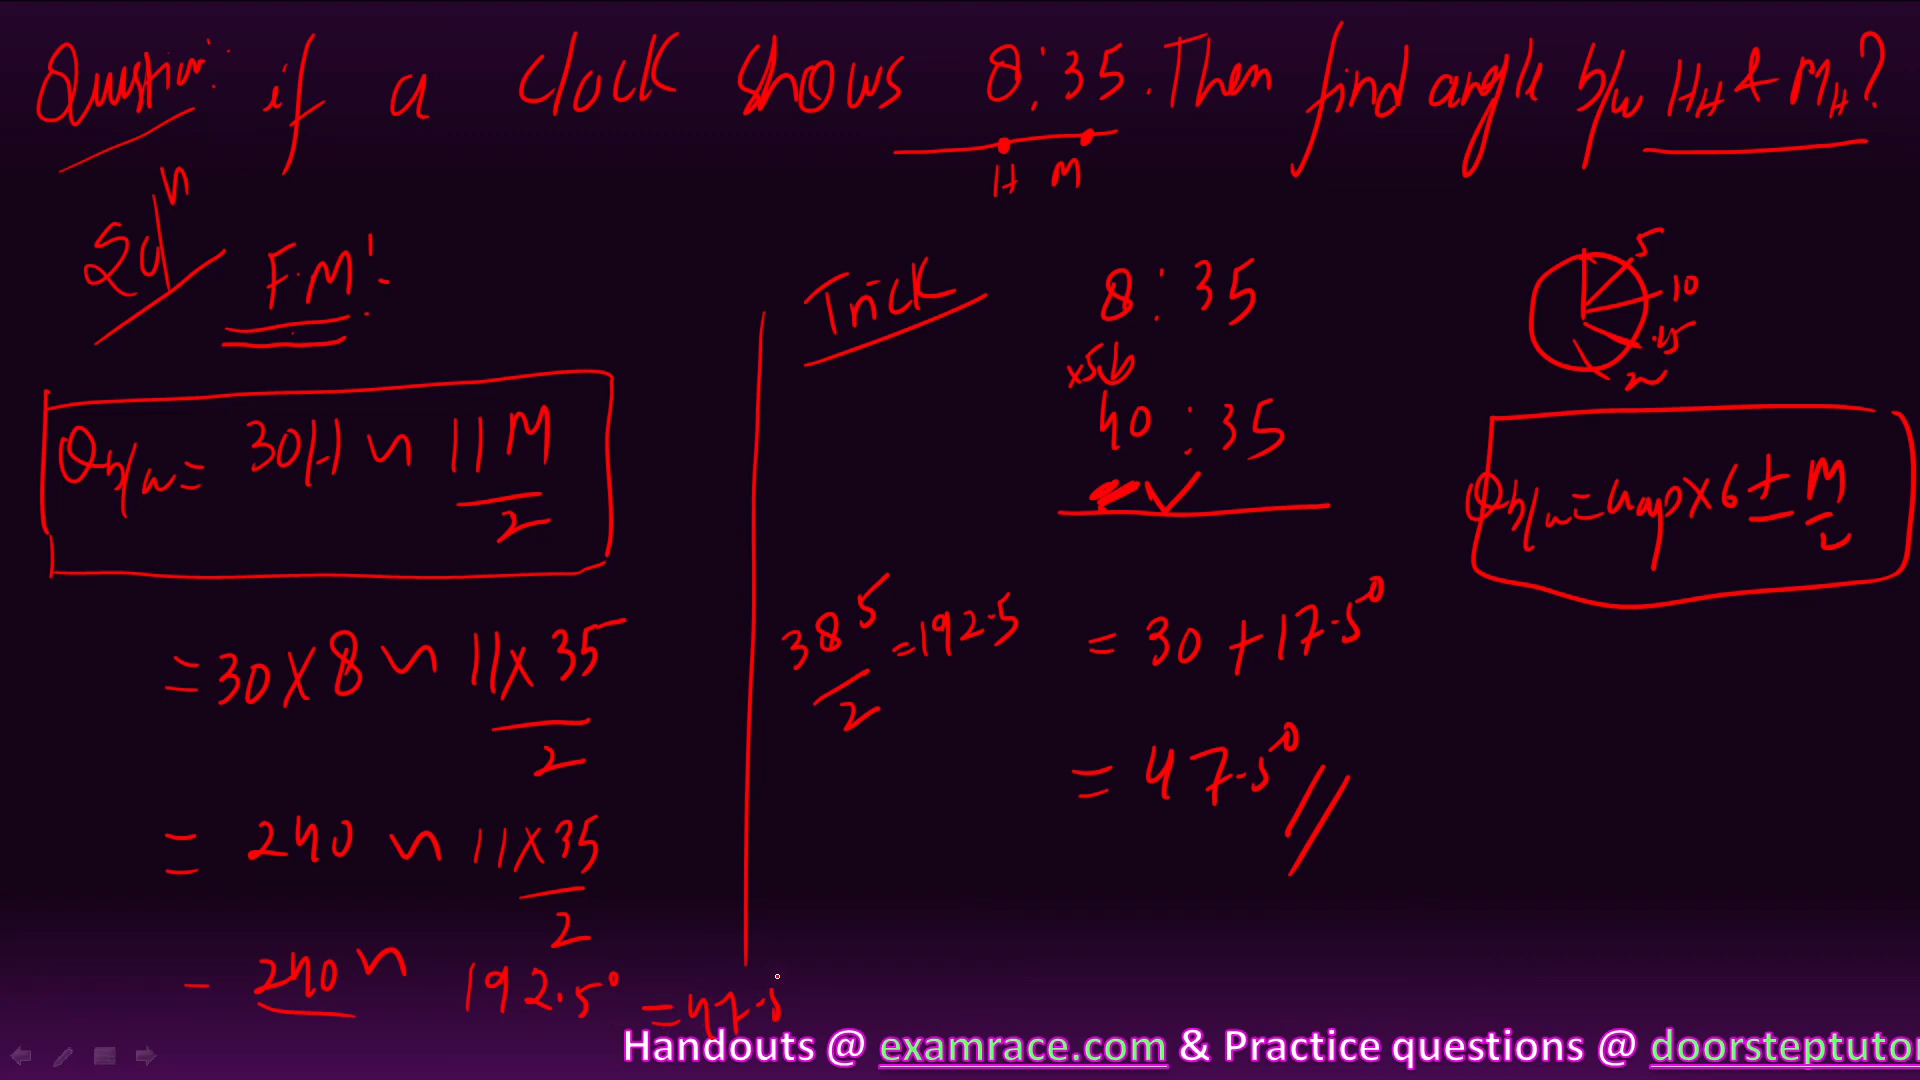 Question: if a clock shows 8:35. Then find angle b/w HH & MH?
H M
Solⁿ
F.M:
θb/w = 30H ~ 11M/2
= 30 × 8 ~ 11×35/2
= 240 ~ 11×35/2
- 240 ~ 192.5° = 47.5
Trick
8 : 35
×5
40 : 35
385/2 = 192.5
= 30 + 17.5°
= 47.5°
5
10
15
θb/w = gap × 6 ± M/2
Handouts @ examrace.com & Practice questions @ doorsteptutor